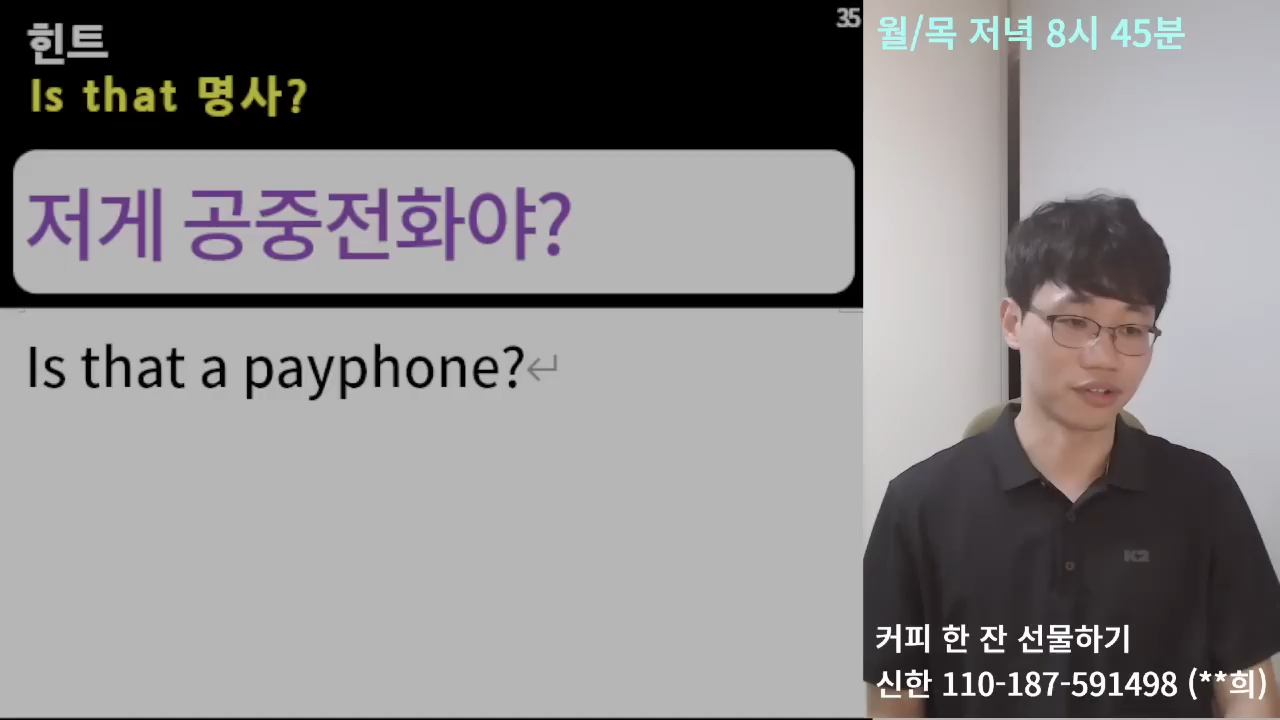 힌트
35
Is that 명사?
저게 공중전화야?
Is that a payphone?↵
월/목 저녁 8시 45분
K2
커피 한 잔 선물하기
신한 110-187-591498 (**희)